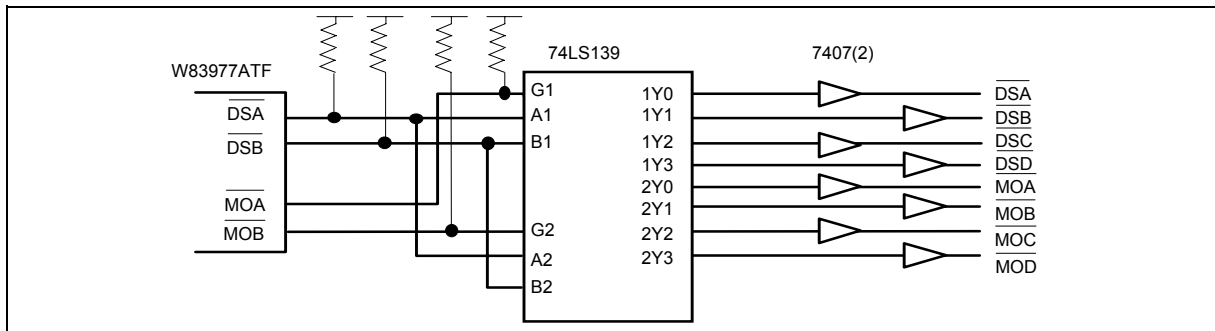 74LS139
7407(2)
W83977ATF
G1
A1
B1
G2
A2
B2
1Y0
1Y1
1Y2
1Y3
2Y0
2Y1
2Y2
2Y3
DSA
DSB
MOA
MOB
DSA
DSB
DSC
DSD
MOA
MOB
MOC
MOD